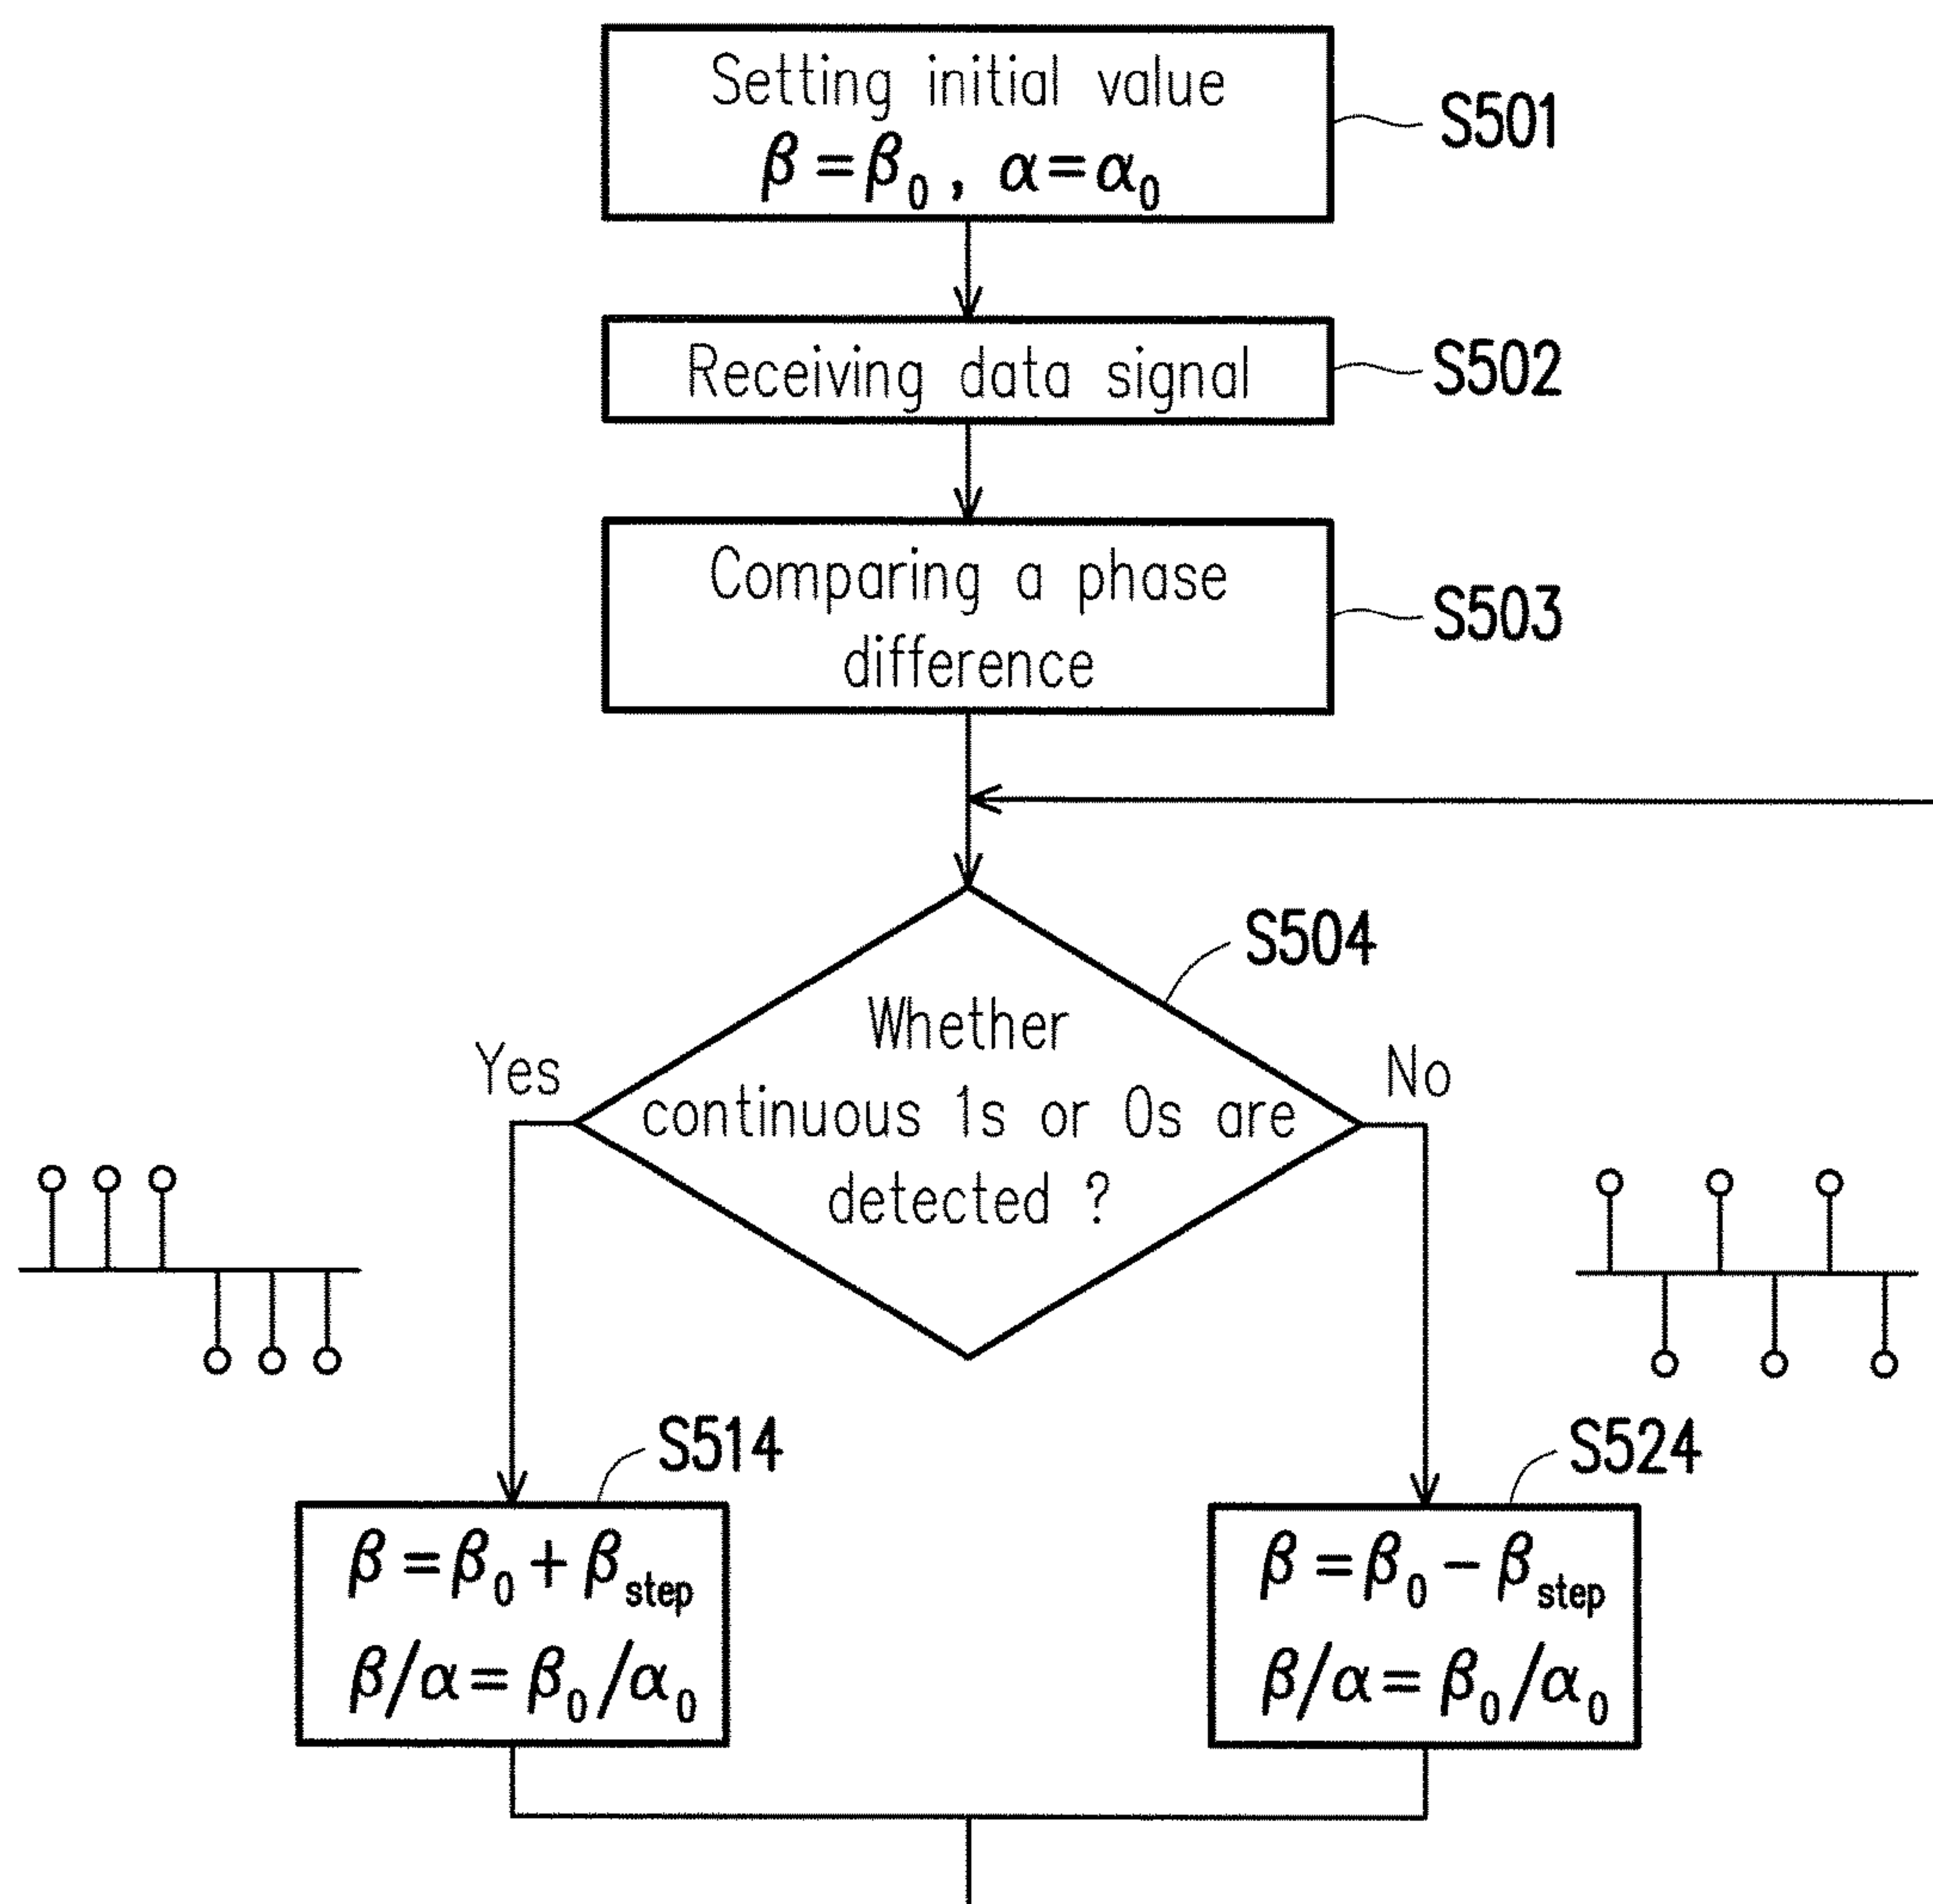 Setting initial value
β=β₀, α=α₀
S501
Receiving data signal
S502
Comparing a phase
difference
S503
S504
Whether
continuous 1s or 0s are
detected ?
Yes
No
S514
β=β₀+βstep
β/α=β₀/α₀
S524
β=β₀-βstep
β/α=β₀/α₀